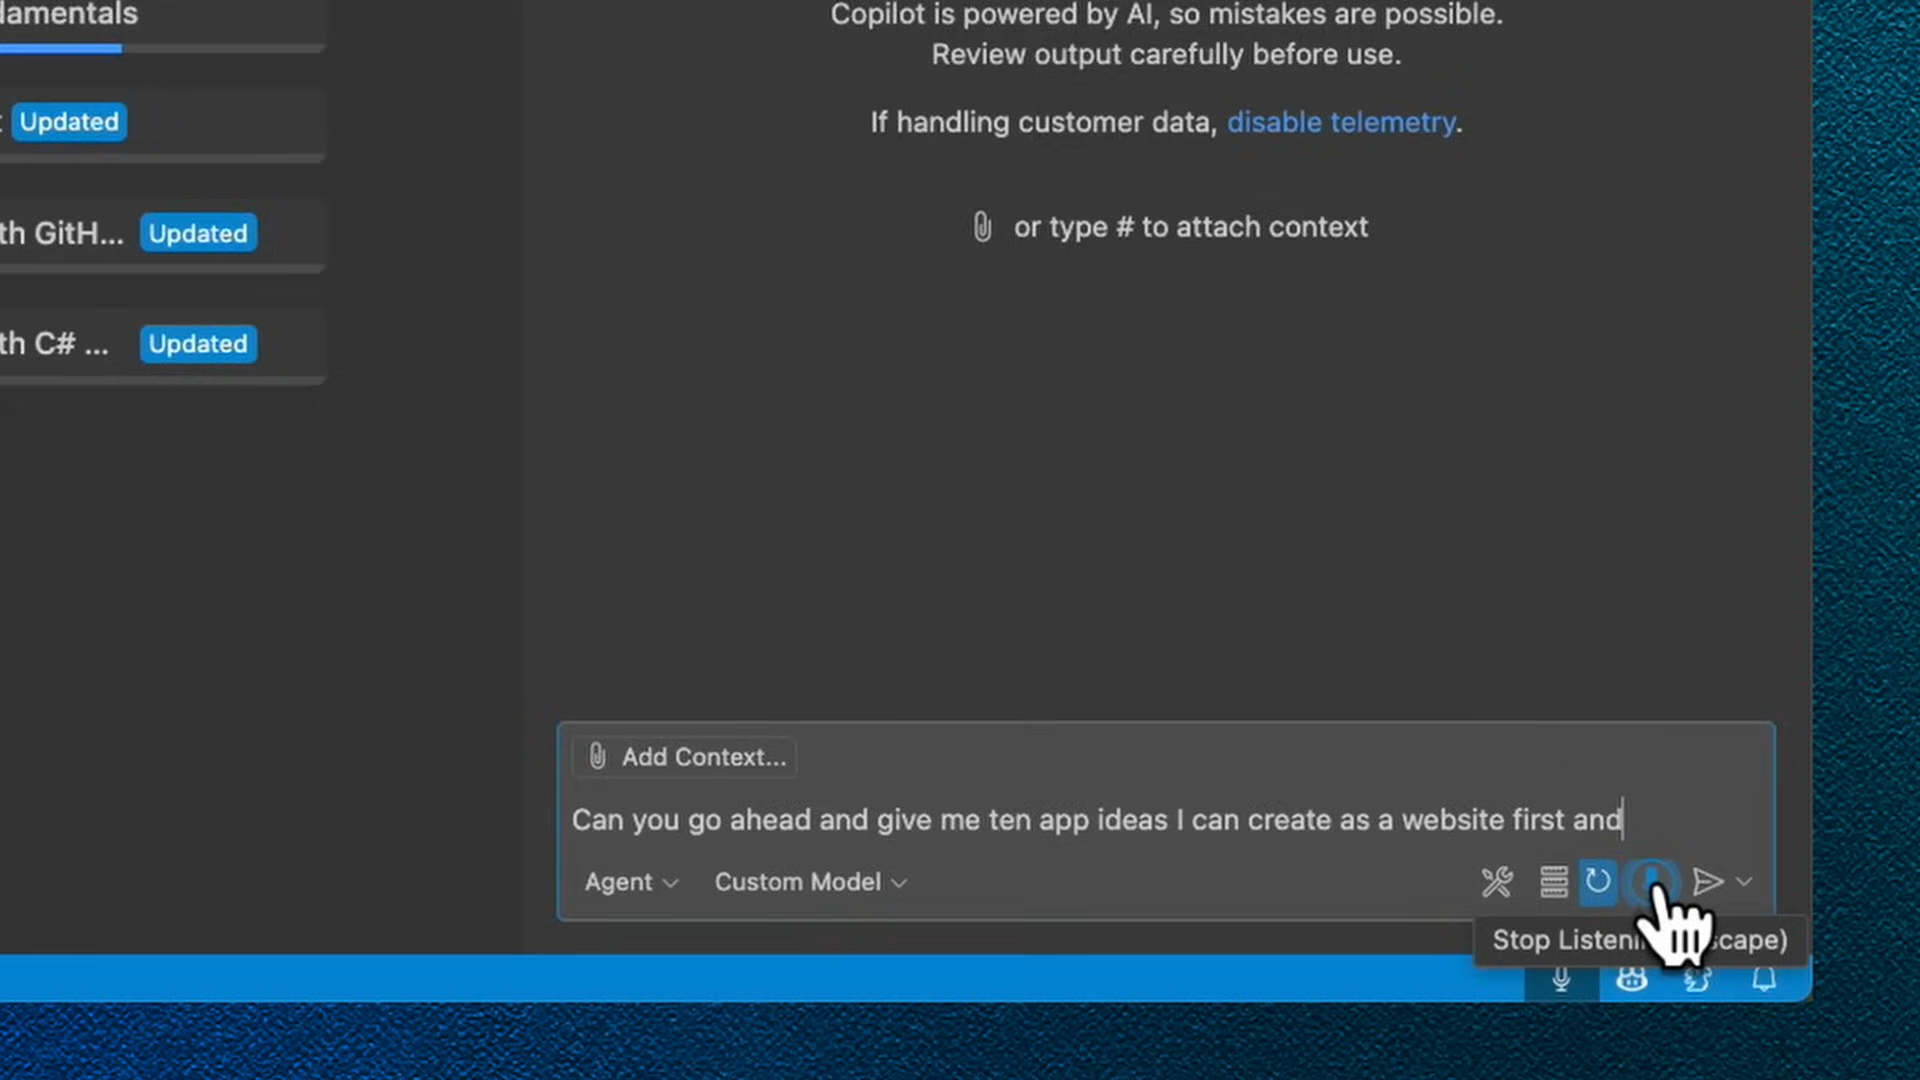 damentals
Updated
th GitH... Updated
th C# ... Updated
Copilot is powered by AI, so mistakes are possible.
Review output carefully before use.
If handling customer data, disable telemetry.
or type # to attach context
Add Context...
Can you go ahead and give me ten app ideas I can create as a website first and
Agent
Custom Model
Stop Listeni scape)